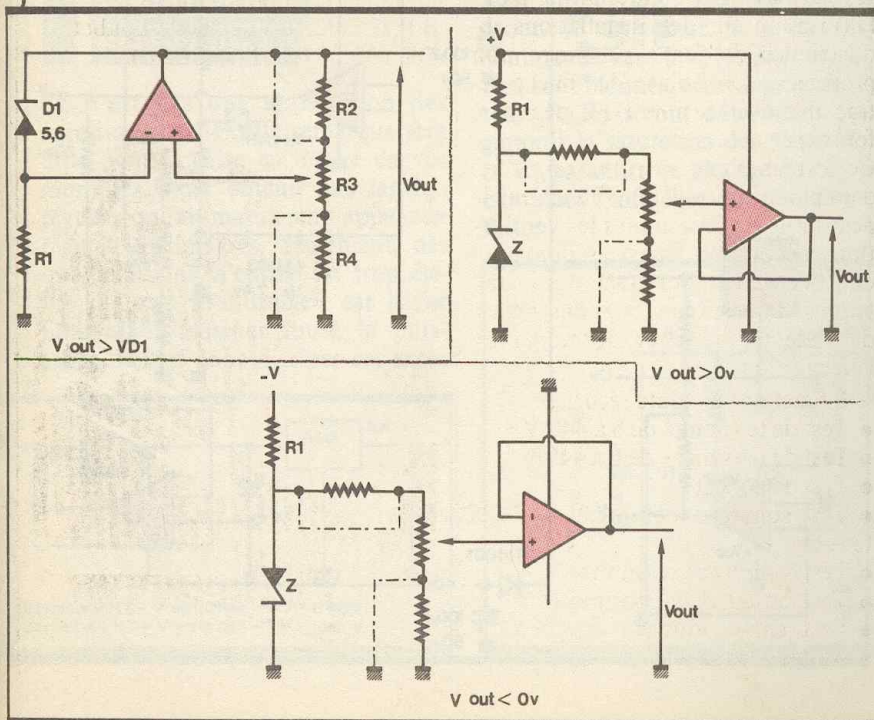 D1
5,6
R1
-
+
R2
R3
R4
Vout
V out > VD1
R1
Z
+
-
Vout
V out > 0v
-V
R1
Z
-
+
Vout
V out < 0v